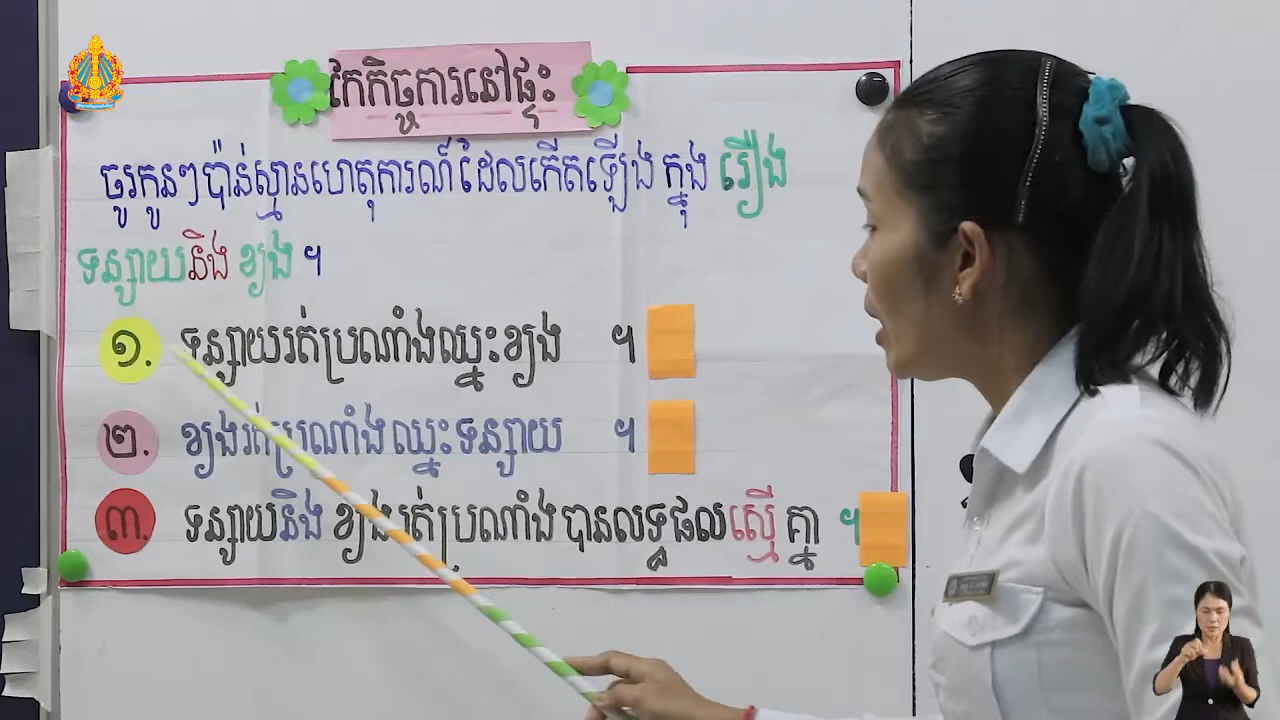 កែកិច្ចការនៅផ្ទះ
ចូរកូនៗប៉ាន់ស្មានហេតុការណ៍ដែលកើតឡើងក្នុង រឿង
ទន្សាយនិង ខ្យង ។
១. ទន្សាយរត់ប្រណាំងឈ្នះខ្យង ។
២. ខ្យងរត់ប្រណាំងឈ្នះទន្សាយ ។
៣. ទន្សាយនិង ខ្យងរត់ប្រណាំងបានលទ្ធផលស្មើគ្នា ។